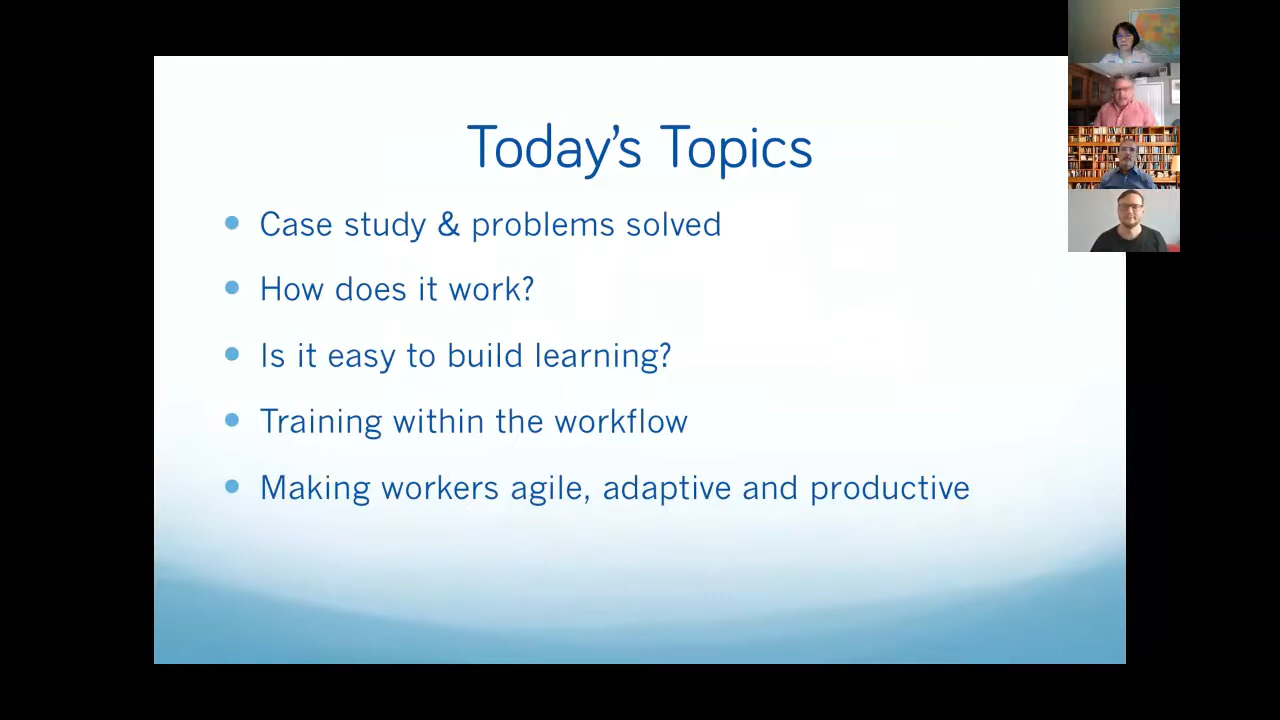 Today’s Topics
Case study & problems solved
How does it work?
Is it easy to build learning?
Training within the workflow
Making workers agile, adaptive and productive